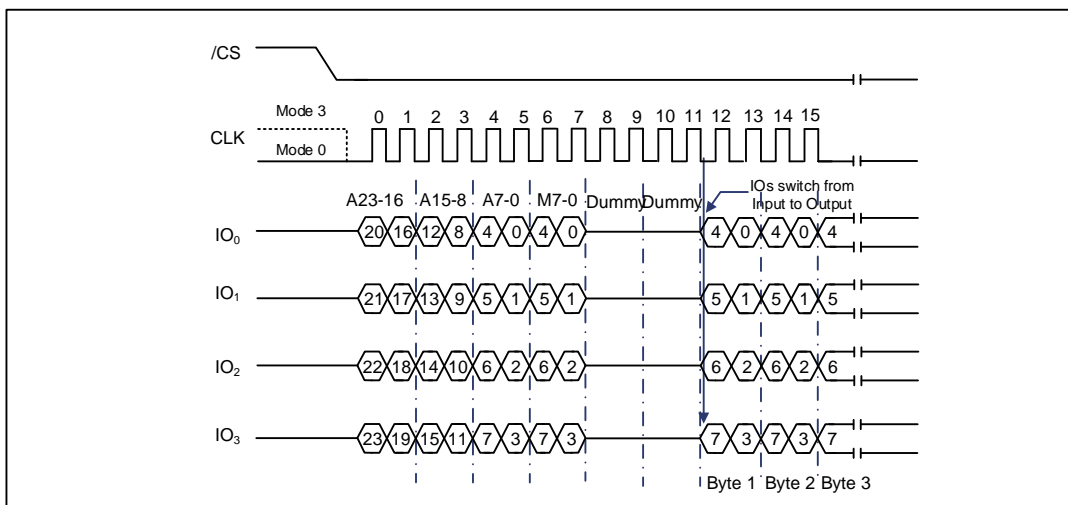 /CS
Mode 3
0 1 2 3 4 5 6 7 8 9 10 11 12 13 14 15
CLK
Mode 0
IOs switch from
Input to Output
A23-16 A15-8 A7-0 M7-0 Dummy Dummy
IO0 20 16 12 8 4 0 4 0 4 0 4 0 4
IO1 21 17 13 9 5 1 5 1 5 1 5 1 5
IO2 22 18 14 10 6 2 6 2 6 2 6 2 6
IO3 23 19 15 11 7 3 7 3 7 3 7 3 7
Byte 1 Byte 2 Byte 3